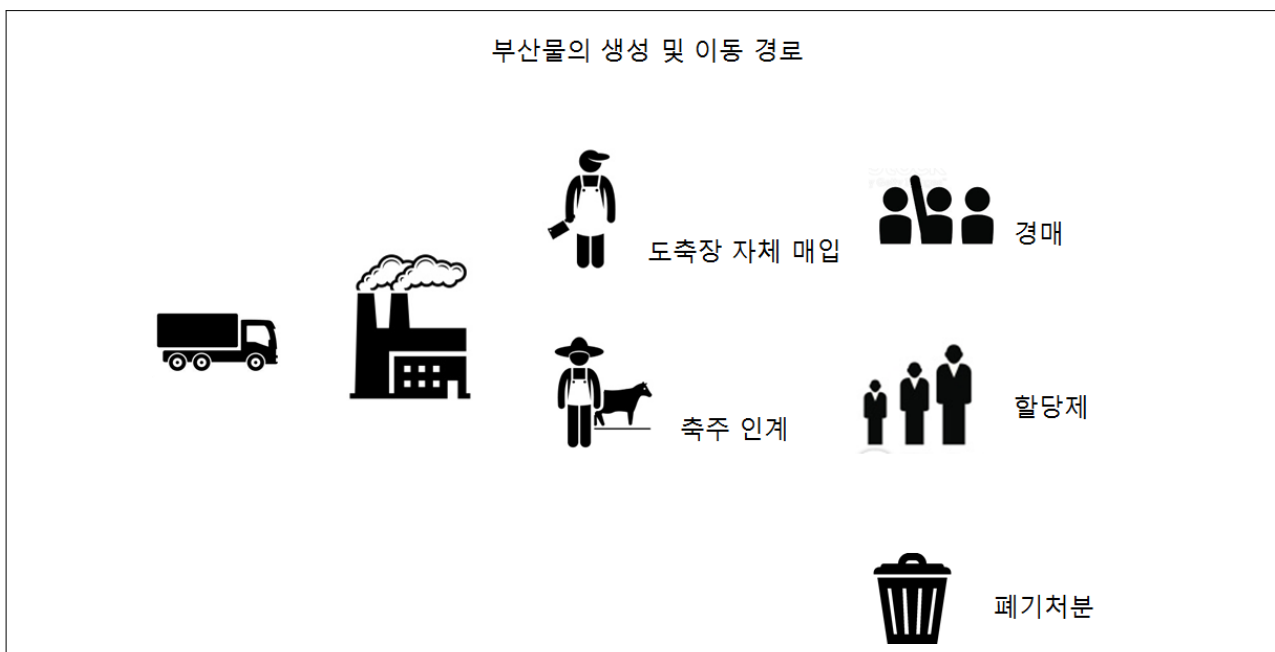 부산물의 생성 및 이동 경로
도축장 자체 매입
경매
축주 인계
할당제
폐기처분